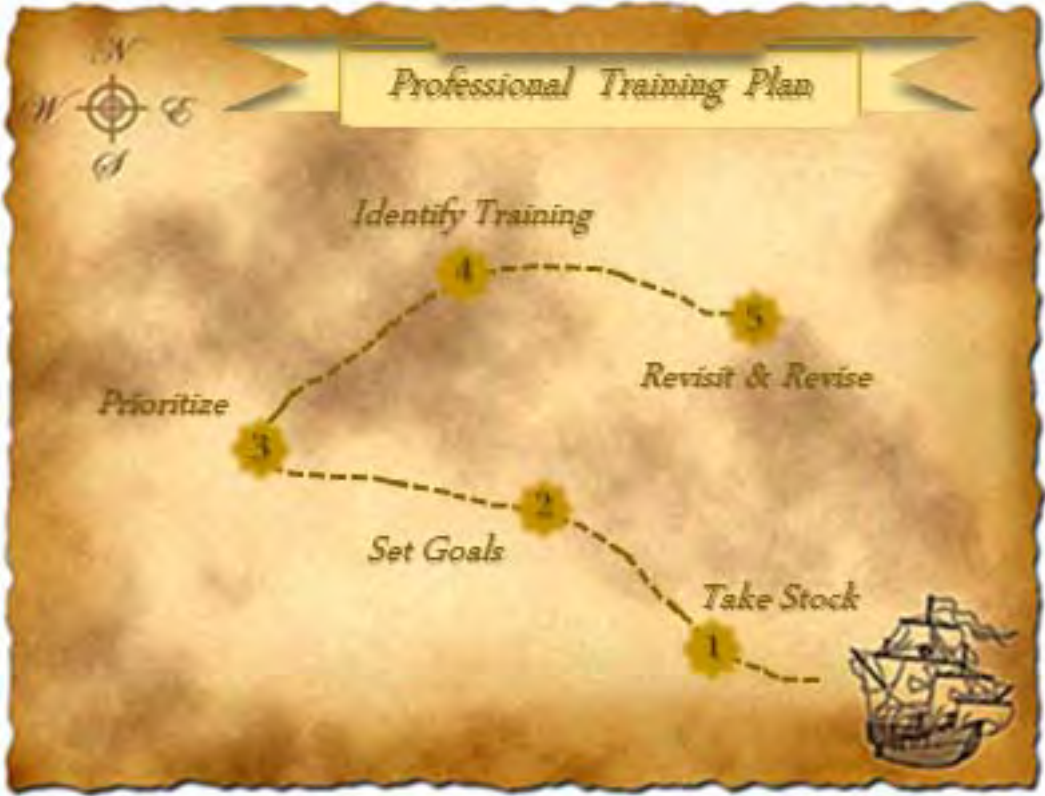 N
W E
S
Professional Training Plan
Identify Training
4
5
Revisit & Revise
Prioritize
3
2
Set Goals
Take Stock
1